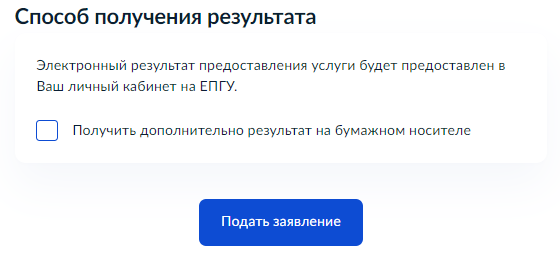 Способ получения результата
Электронный результат предоставления услуги будет предоставлен в
Ваш личный кабинет на ЕПГУ.
Получить дополнительно результат на бумажном носителе
Подать заявление